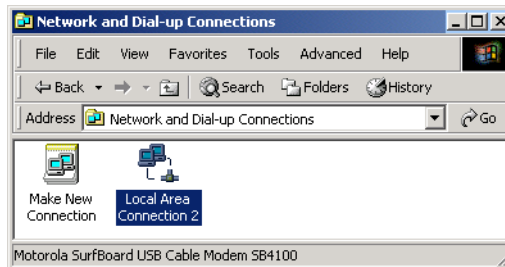 Network and Dial-up Connections
File Edit View Favorites Tools Advanced Help
Back Search Folders History
Address Network and Dial-up Connections Go
Make New Connection
Local Area Connection 2
Motorola SurfBoard USB Cable Modem SB4100